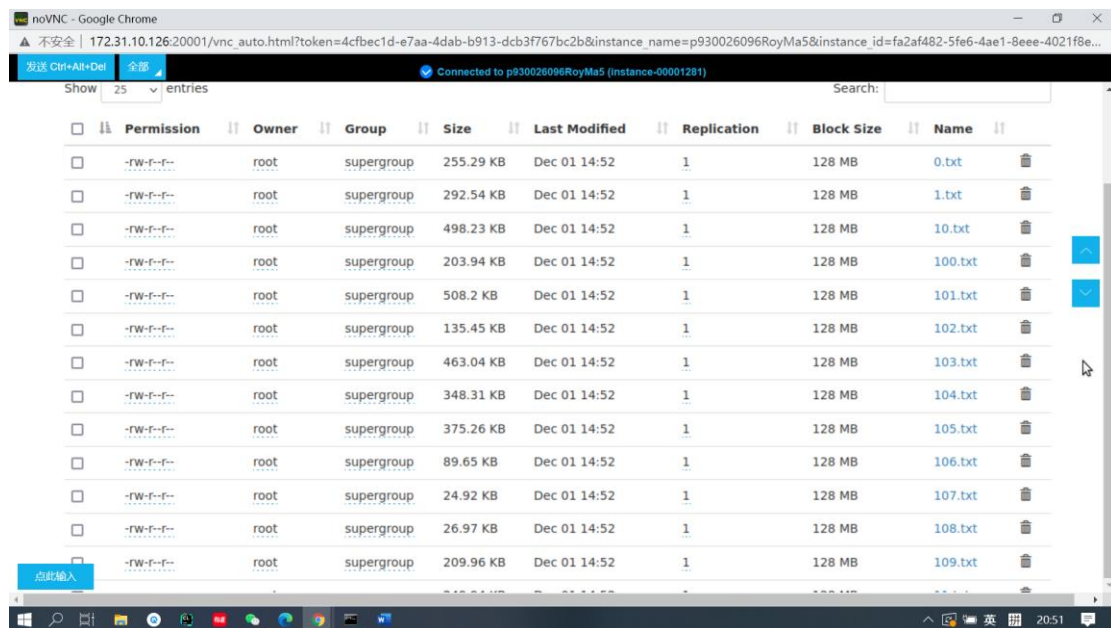 noVNC - Google Chrome
不安全 | 172.31.10.126:20001/vnc_auto.html?token=4cfbec1d-e7aa-4dab-b913-dcb3f767bc2b&instance_name=p930026096RoyMa5&instance_id=fa2af482-5fe6-4ae1-8eee-4021f8e...
发送 Ctrl+Alt+Del 全部 Connected to p930026096RoyMa5 (instance-00001281)
Show 25 entries Search:
Permission Owner Group Size Last Modified Replication Block Size Name
-rw-r--r-- root supergroup 255.29 KB Dec 01 14:52 1 128 MB 0.txt
-rw-r--r-- root supergroup 292.54 KB Dec 01 14:52 1 128 MB 1.txt
-rw-r--r-- root supergroup 498.23 KB Dec 01 14:52 1 128 MB 10.txt
-rw-r--r-- root supergroup 203.94 KB Dec 01 14:52 1 128 MB 100.txt
-rw-r--r-- root supergroup 508.2 KB Dec 01 14:52 1 128 MB 101.txt
-rw-r--r-- root supergroup 135.45 KB Dec 01 14:52 1 128 MB 102.txt
-rw-r--r-- root supergroup 463.04 KB Dec 01 14:52 1 128 MB 103.txt
-rw-r--r-- root supergroup 348.31 KB Dec 01 14:52 1 128 MB 104.txt
-rw-r--r-- root supergroup 375.26 KB Dec 01 14:52 1 128 MB 105.txt
-rw-r--r-- root supergroup 89.65 KB Dec 01 14:52 1 128 MB 106.txt
-rw-r--r-- root supergroup 24.92 KB Dec 01 14:52 1 128 MB 107.txt
-rw-r--r-- root supergroup 26.97 KB Dec 01 14:52 1 128 MB 108.txt
-rw-r--r-- root supergroup 209.96 KB Dec 01 14:52 1 128 MB 109.txt
点此输入
英 拼 20:51